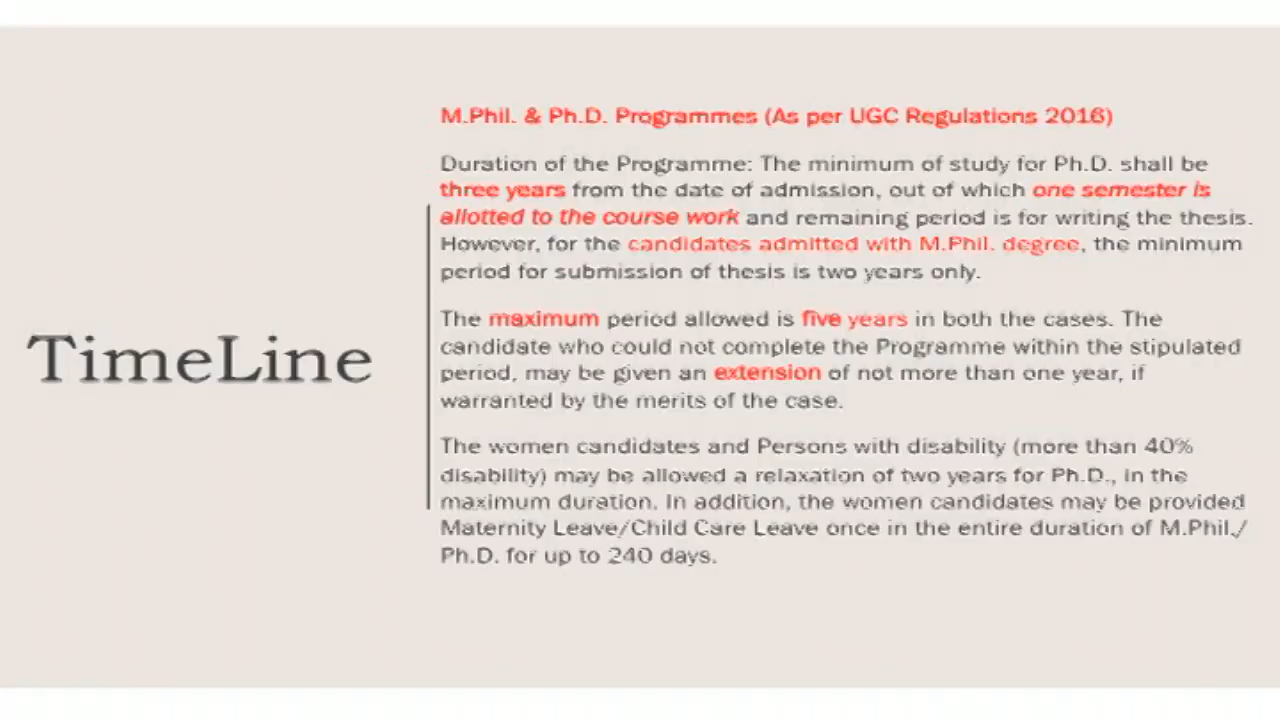 TimeLine
M.Phil. & Ph.D. Programmes (As per UGC Regulations 2016)
Duration of the Programme: The minimum of study for Ph.D. shall be
three years from the date of admission, out of which one semester is
allotted to the course work and remaining period is for writing the thesis.
However, for the candidates admitted with M.Phil. degree, the minimum
period for submission of thesis is two years only.
The maximum period allowed is five years in both the cases. The
candidate who could not complete the Programme within the stipulated
period, may be given an extension of not more than one year, if
warranted by the merits of the case.
The women candidates and Persons with disability (more than 40%
disability) may be allowed a relaxation of two years for Ph.D., in the
maximum duration. In addition, the women candidates may be provided
Maternity Leave/Child Care Leave once in the entire duration of M.Phil./
Ph.D. for up to 240 days.